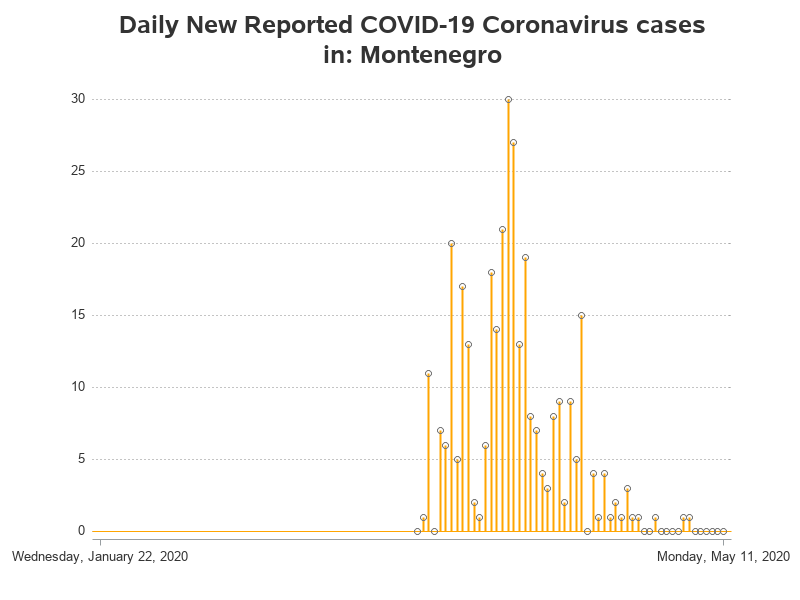 Daily New Reported COVID-19 Coronavirus cases
in: Montenegro
30
25
20
15
10
5
0
Wednesday, January 22, 2020
Monday, May 11, 2020